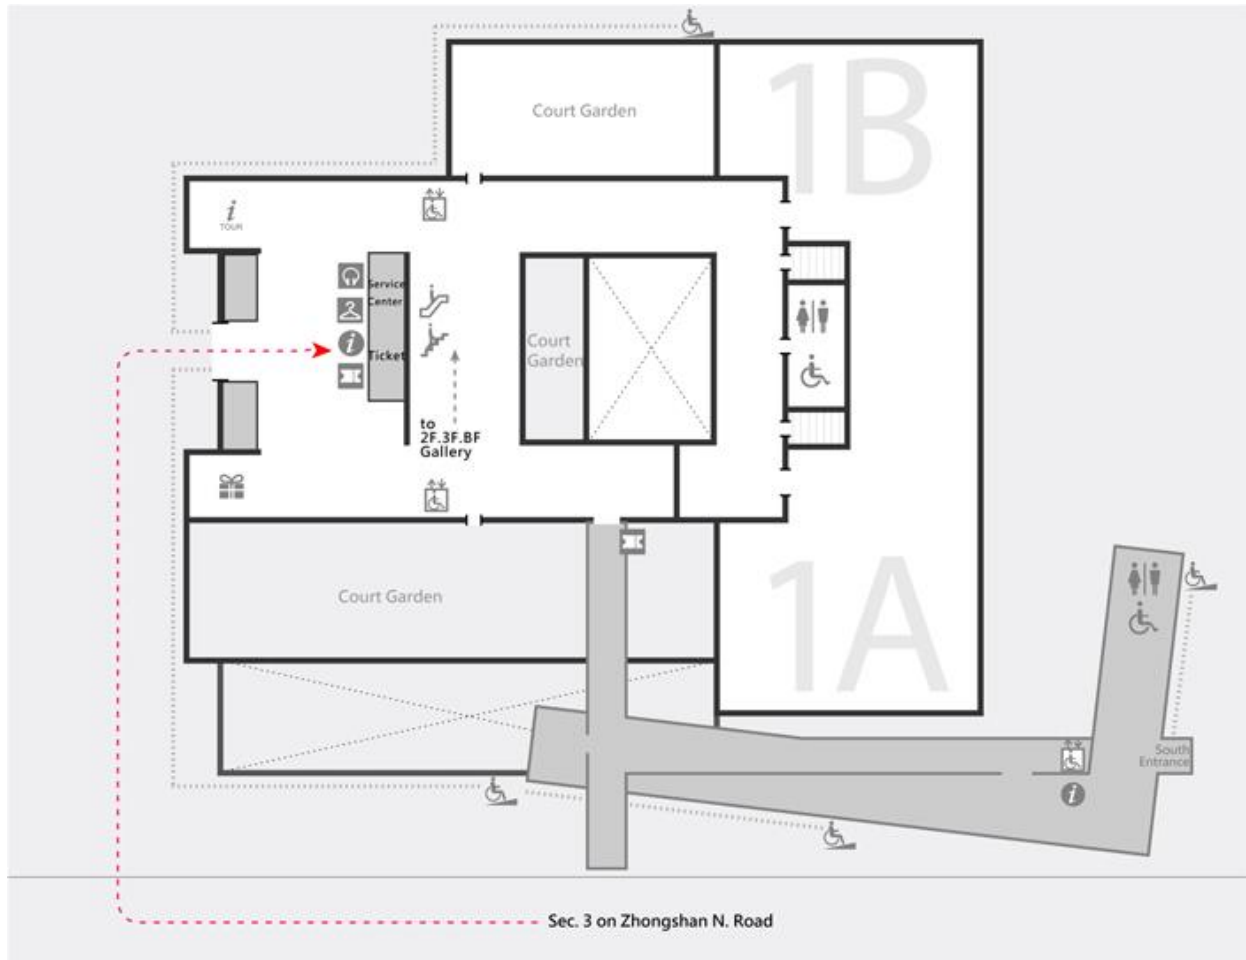 Court Garden
1B
i
TOUR
Service
Center
i
Ticket
Court
Garden
to
2F.3F.BF
Gallery
Court Garden
1A
South
Entrance
i
Sec. 3 on Zhongshan N. Road